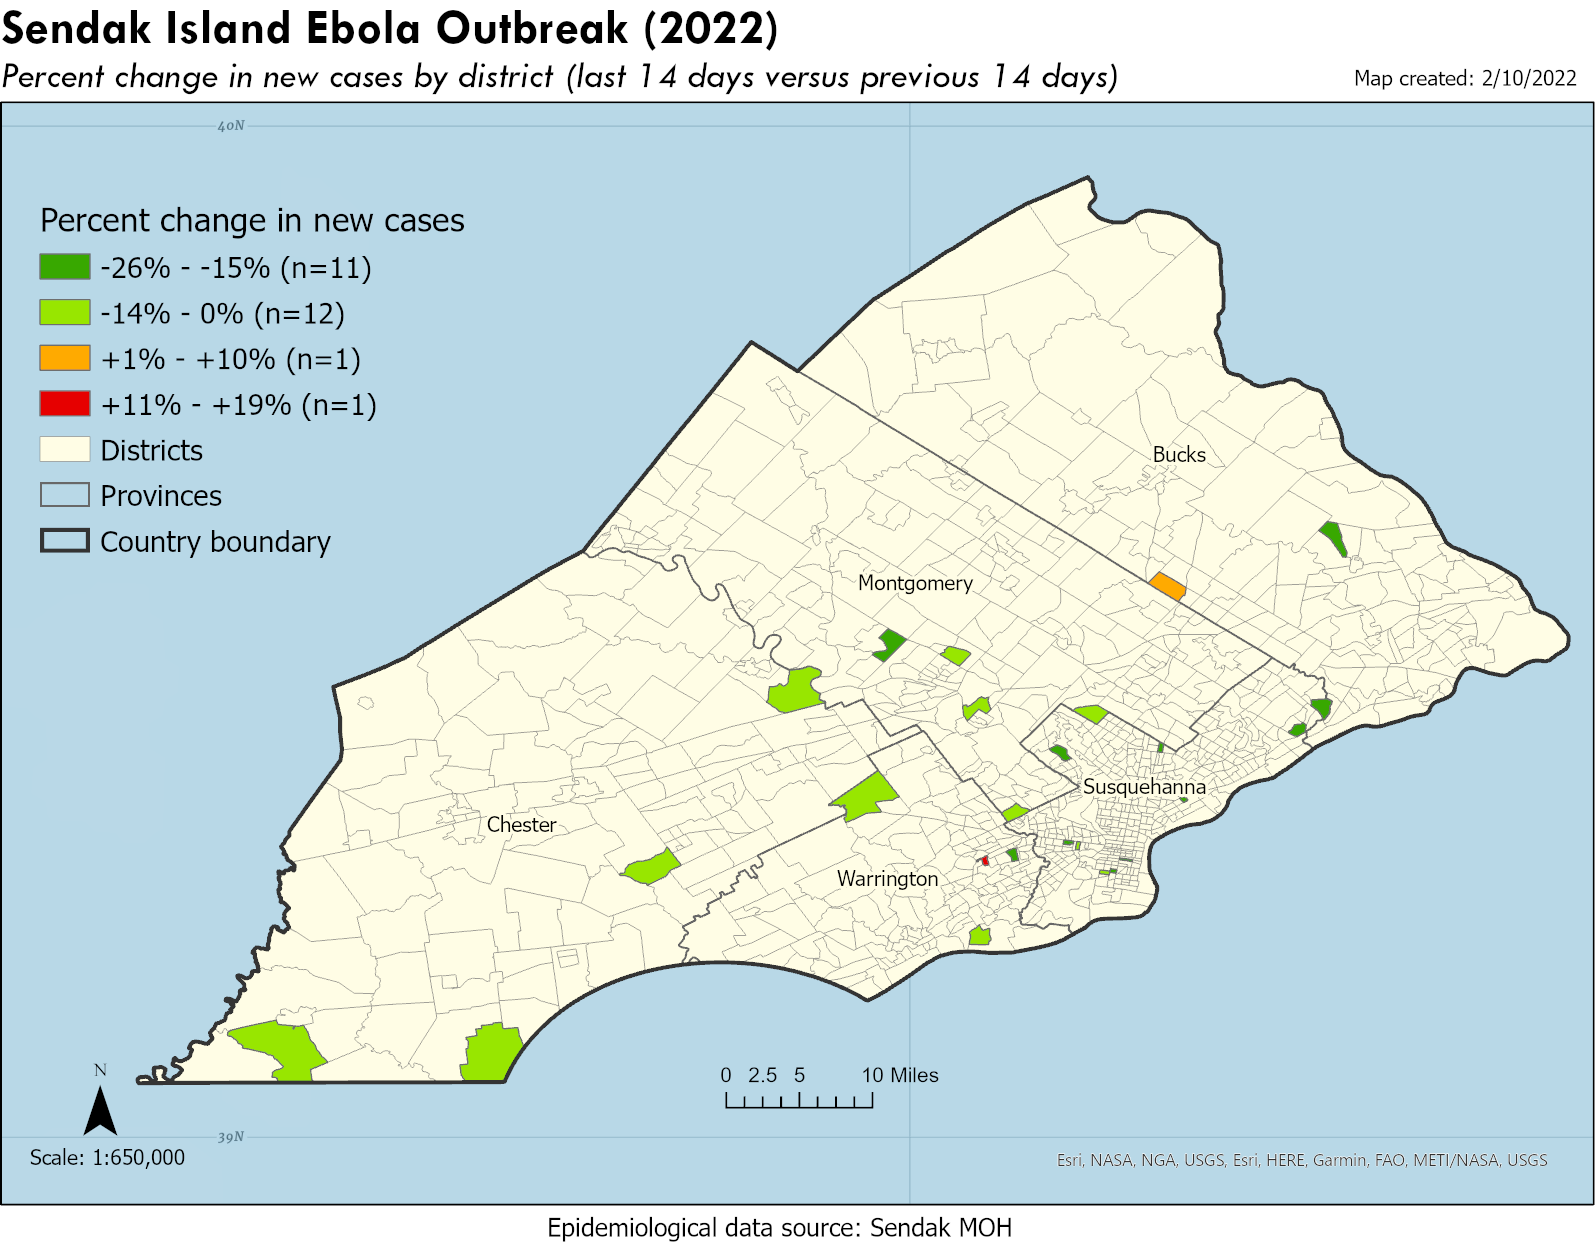 Sendak Island Ebola Outbreak (2022)
Percent change in new cases by district (last 14 days versus previous 14 days)
Map created: 2/10/2022
40N
Percent change in new cases
-26% - -15% (n=11)
-14% - 0% (n=12)
+1% - +10% (n=1)
+11% - +19% (n=1)
Districts
Provinces
Country boundary
Bucks
Montgomery
Susquehanna
Chester
Warrington
N
Scale: 1:650,000
0 2.5 5 10 Miles
39N
Esri, NASA, NGA, USGS, Esri, HERE, Garmin, FAO, METI/NASA, USGS
Epidemiological data source: Sendak MOH